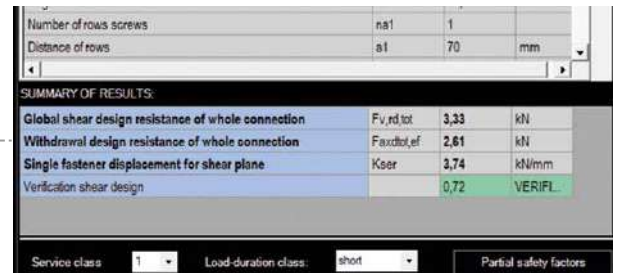 Number of rows screws na1 1
Distance of rows a1 70 mm
SUMMARY OF RESULTS:
Global shear design resistance of whole connection Fv,rd,tot 3,33 kN
Withdrawal design resistance of whole connection Faxdtot,ef 2,61 kN
Single fastener displacement for shear plane Kser 3,74 kN/mm
Verification shear design 0,72 VERIFI...
Service class 1 Load-duration class: short Partial safety factors